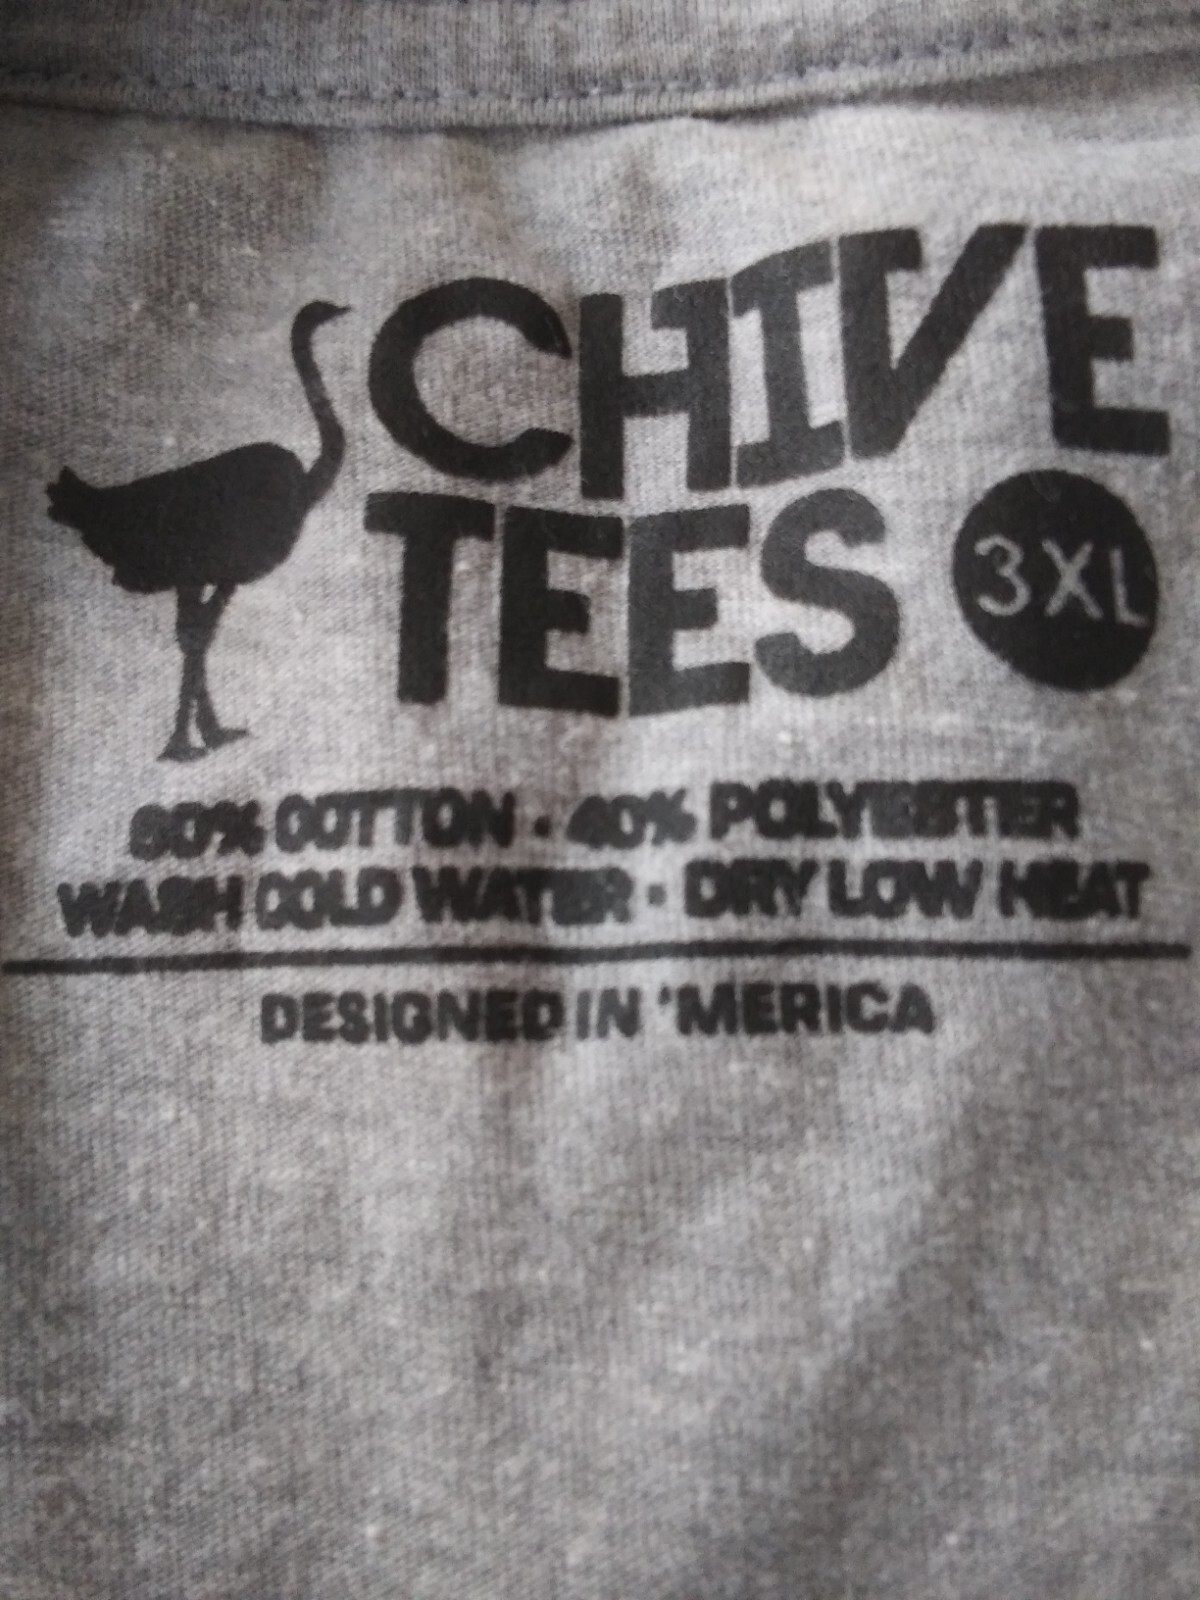 CHIVE
TEES
3XL
60% COTTON · 40% POLYESTER
WASH COLD WATER · DRY LOW HEAT
DESIGNED IN 'MERICA